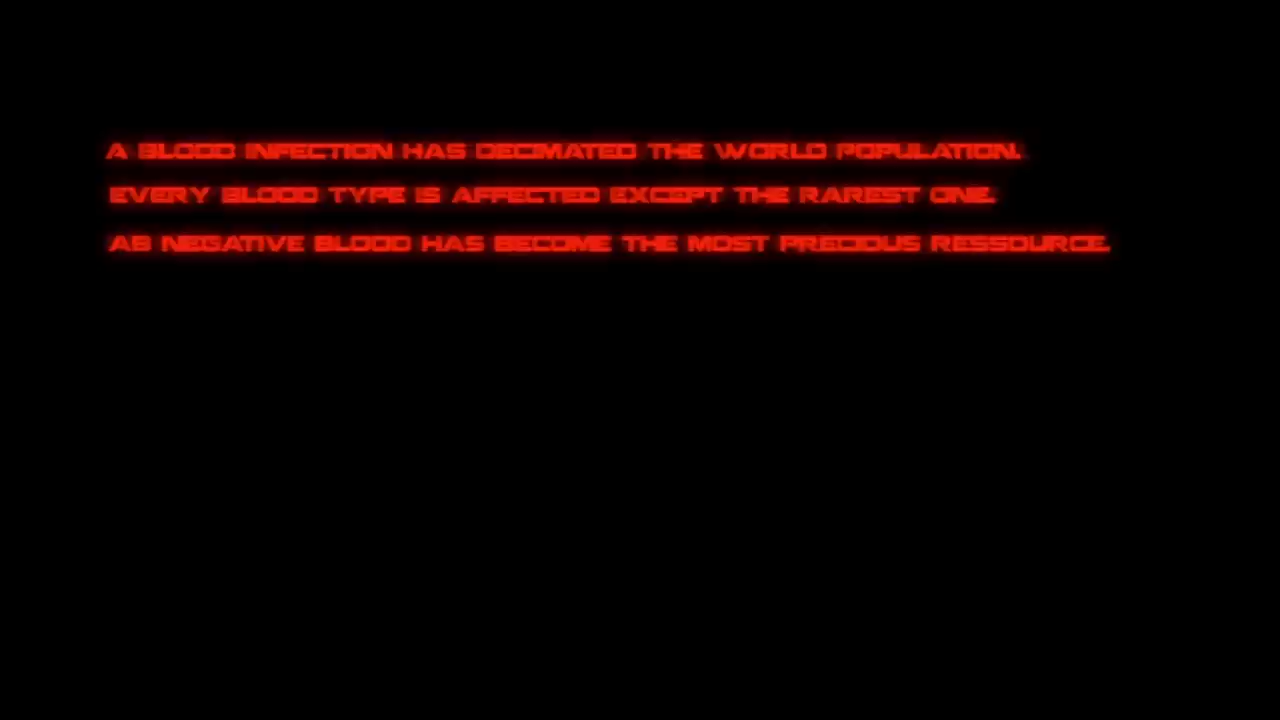 A BLOOD INFECTION HAS DECIMATED THE WORLD POPULATION.
EVERY BLOOD TYPE IS AFFECTED EXCEPT THE RAREST ONE.
AB NEGATIVE BLOOD HAS BECOME THE MOST PRECIOUS RESSOURCE.